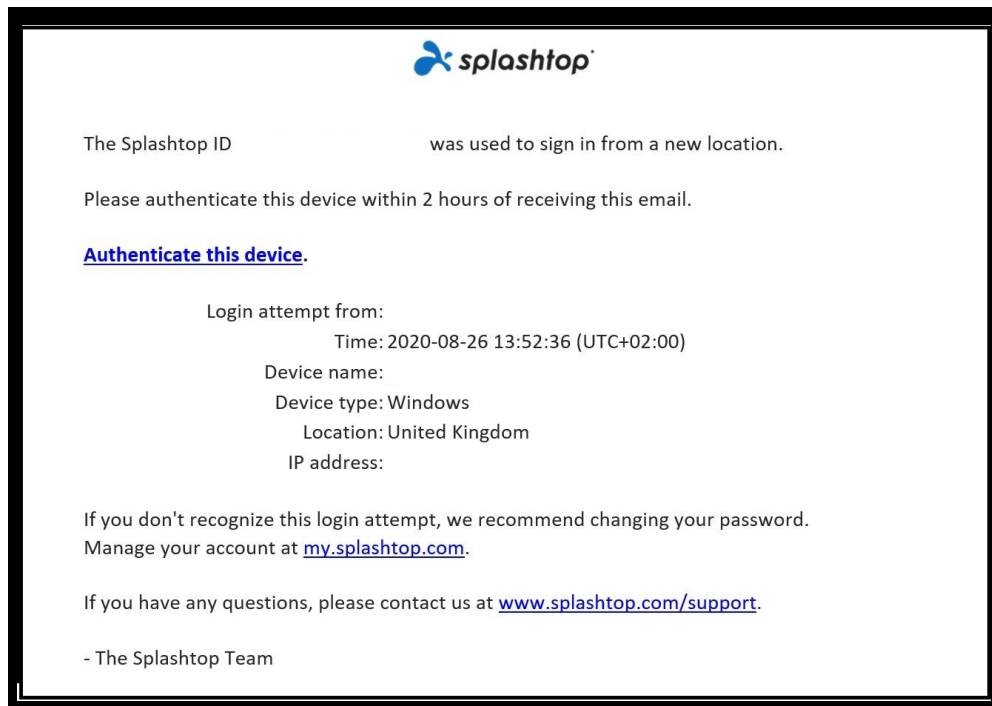 splashtop
The Splashtop ID was used to sign in from a new location.
Please authenticate this device within 2 hours of receiving this email.
Authenticate this device.
Login attempt from:
Time: 2020-08-26 13:52:36 (UTC+02:00)
Device name:
Device type: Windows
Location: United Kingdom
IP address:
If you don't recognize this login attempt, we recommend changing your password.
Manage your account at my.splashtop.com.
If you have any questions, please contact us at www.splashtop.com/support.
- The Splashtop Team